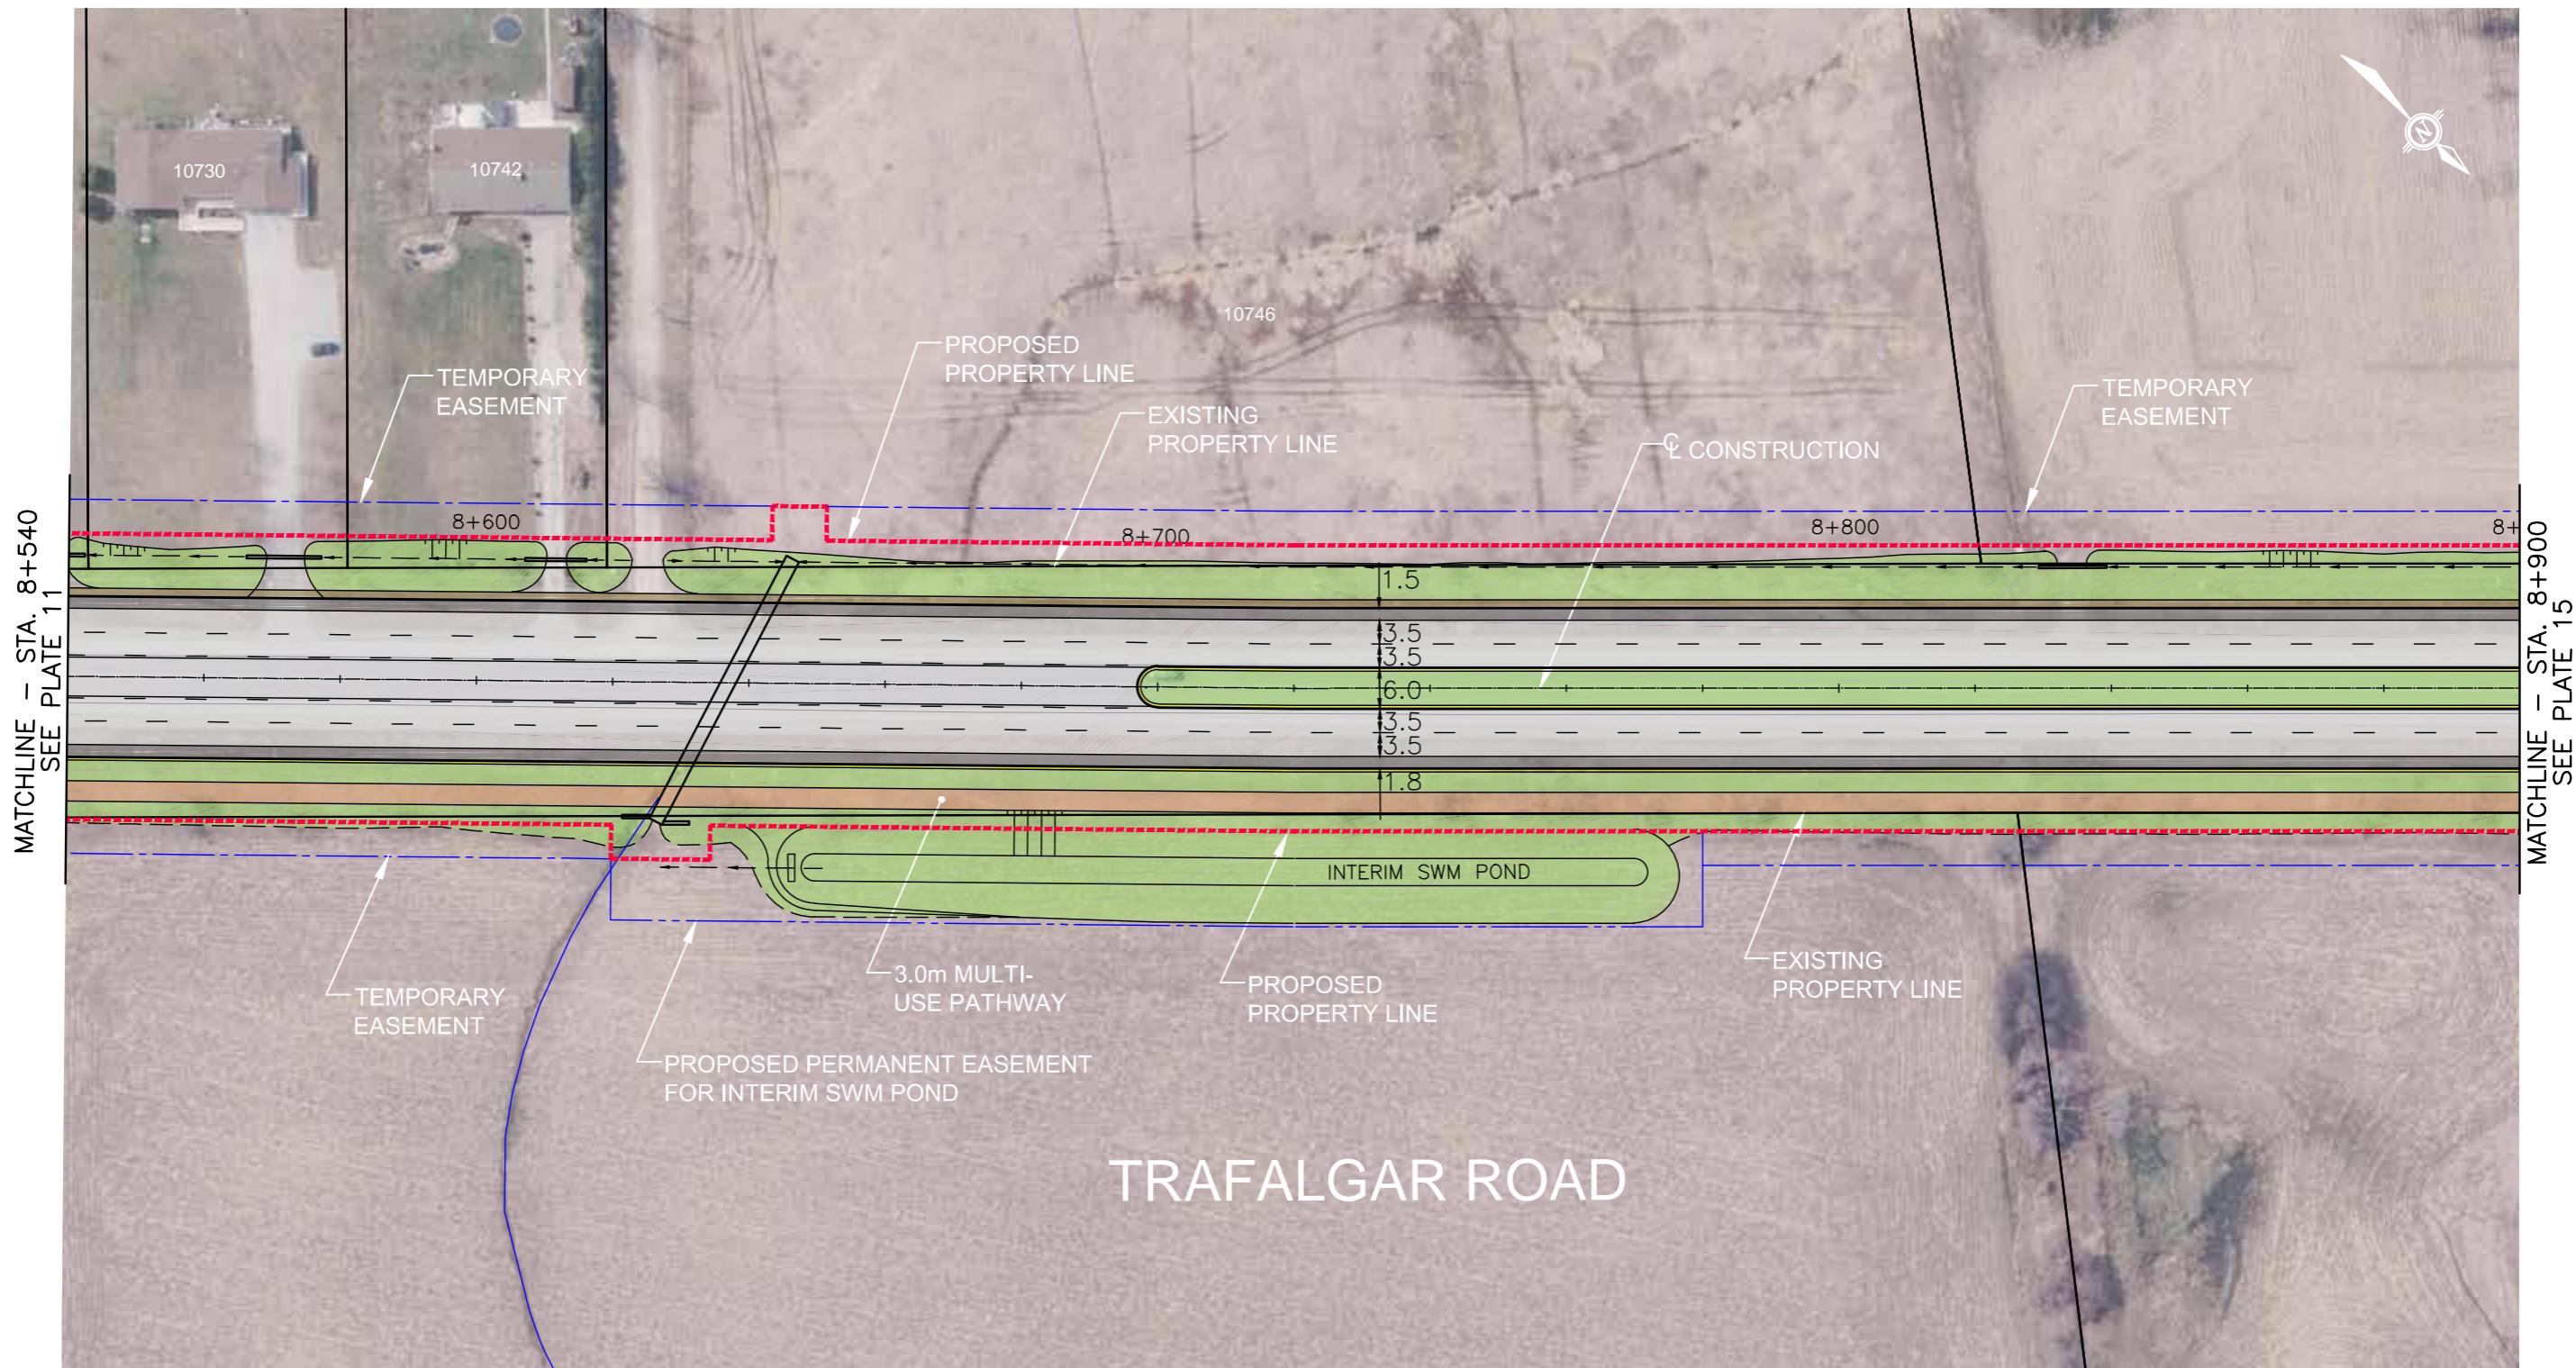 10730
10742
N
10746
PROPOSED
PROPERTY LINE
TEMPORARY
EASEMENT
EXISTING
PROPERTY LINE
TEMPORARY
EASEMENT
℄ CONSTRUCTION
8+600
8+700
8+800
8+
MATCHLINE – STA. 8+540
SEE PLATE 11
MATCHLINE – STA. 8+900
SEE PLATE 15
1.5
3.5
3.5
6.0
3.5
3.5
1.8
INTERIM SWM POND
3.0m MULTI-
USE PATHWAY
PROPOSED
PROPERTY LINE
EXISTING
PROPERTY LINE
TEMPORARY
EASEMENT
PROPOSED PERMANENT EASEMENT
FOR INTERIM SWM POND
TRAFALGAR ROAD